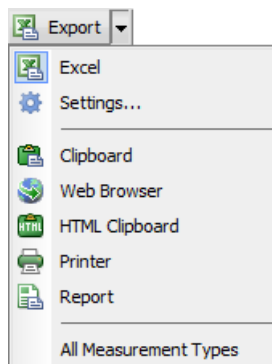 Export
Excel
Settings...
Clipboard
Web Browser
HTML Clipboard
Printer
Report
All Measurement Types